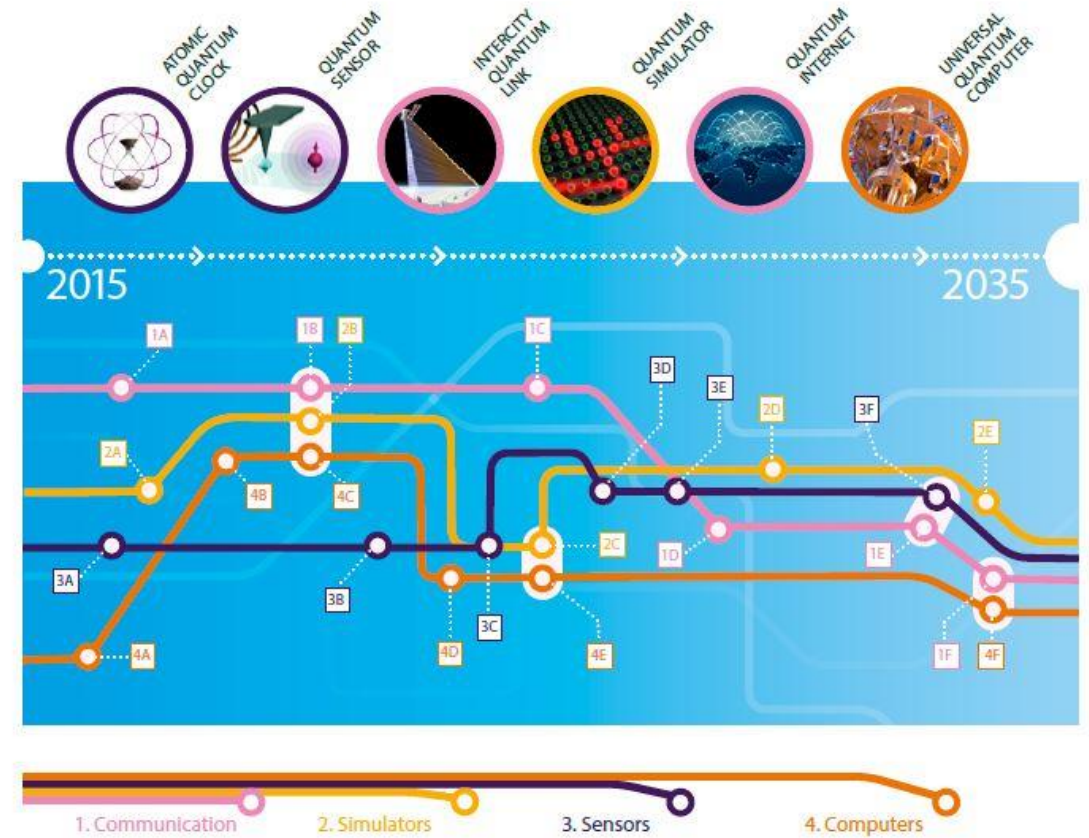 ATOMIC
QUANTUM
CLOCK
QUANTUM
SENSOR
INTERCITY
QUANTUM
LINK
QUANTUM
SIMULATOR
QUANTUM
INTERNET
UNIVERSAL
QUANTUM
COMPUTER
2015
2035
1A
1B
2B
1C
3D
3E
2D
3F
2E
2A
4B
4C
2C
1D
1E
3A
3B
3C
4A
4D
4E
1F
4F
1. Communication
2. Simulators
3. Sensors
4. Computers